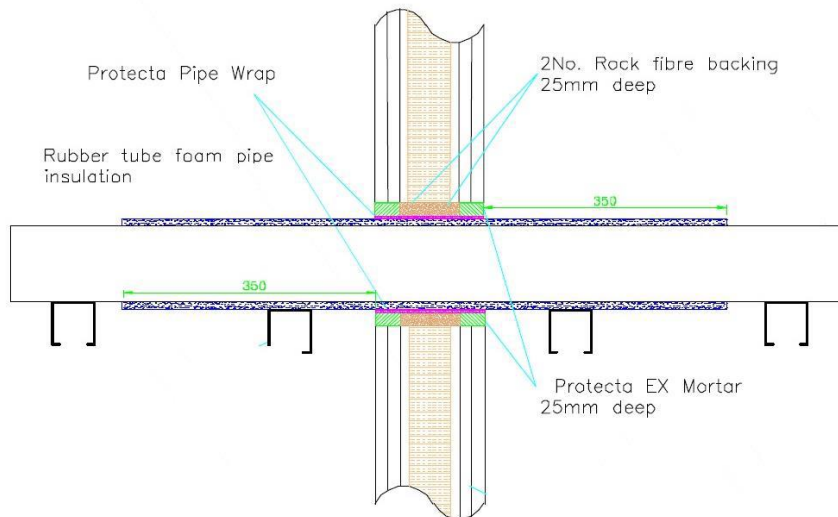 Protecta Pipe Wrap
2No. Rock fibre backing
25mm deep
Rubber tube foam pipe
insulation
350
350
Protecta EX Mortar
25mm deep